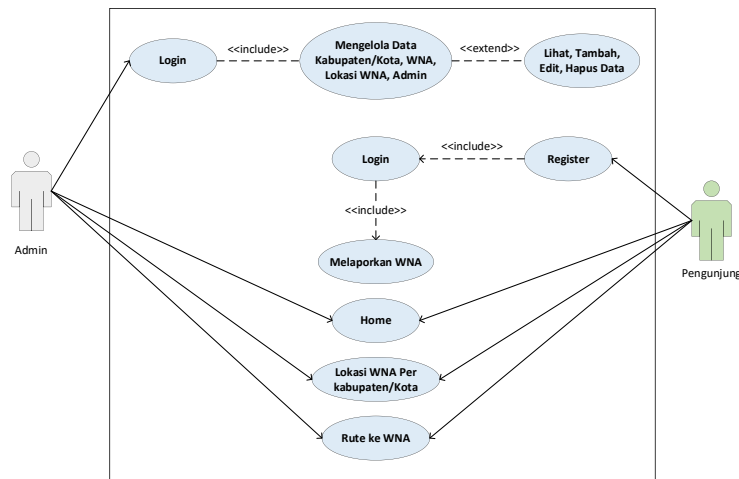 <<include>>
<<extend>>
Login
Mengelola Data
Kabupaten/Kota, WNA,
Lokasi WNA, Admin
Lihat, Tambah,
Edit, Hapus Data
<<include>>
Login
Register
<<include>>
Admin
Melaporkan WNA
Pengunjung
Home
Lokasi WNA Per
kabupaten/Kota
Rute ke WNA